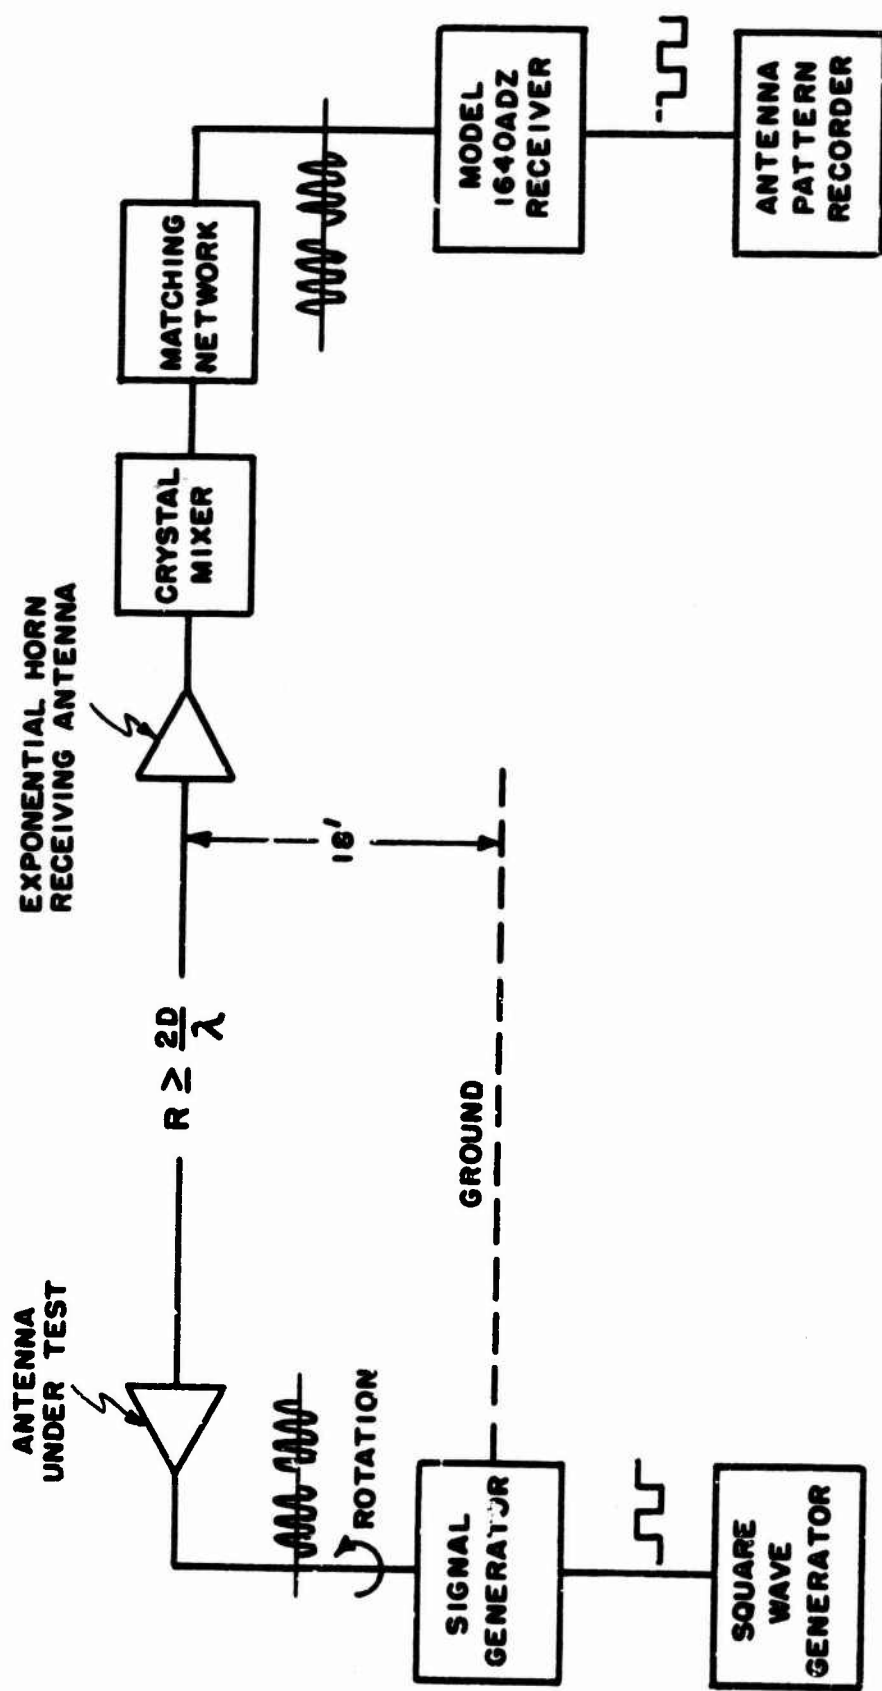 ANTENNA
UNDER TEST
R ≥ 2D/λ
EXPONENTIAL HORN
RECEIVING ANTENNA
CRYSTAL
MIXER
MATCHING
NETWORK
ROTATION
18'
GROUND
SIGNAL
GENERATOR
MODEL
1640ADZ
RECEIVER
SQUARE
WAVE
GENERATOR
ANTENNA
PATTERN
RECORDER